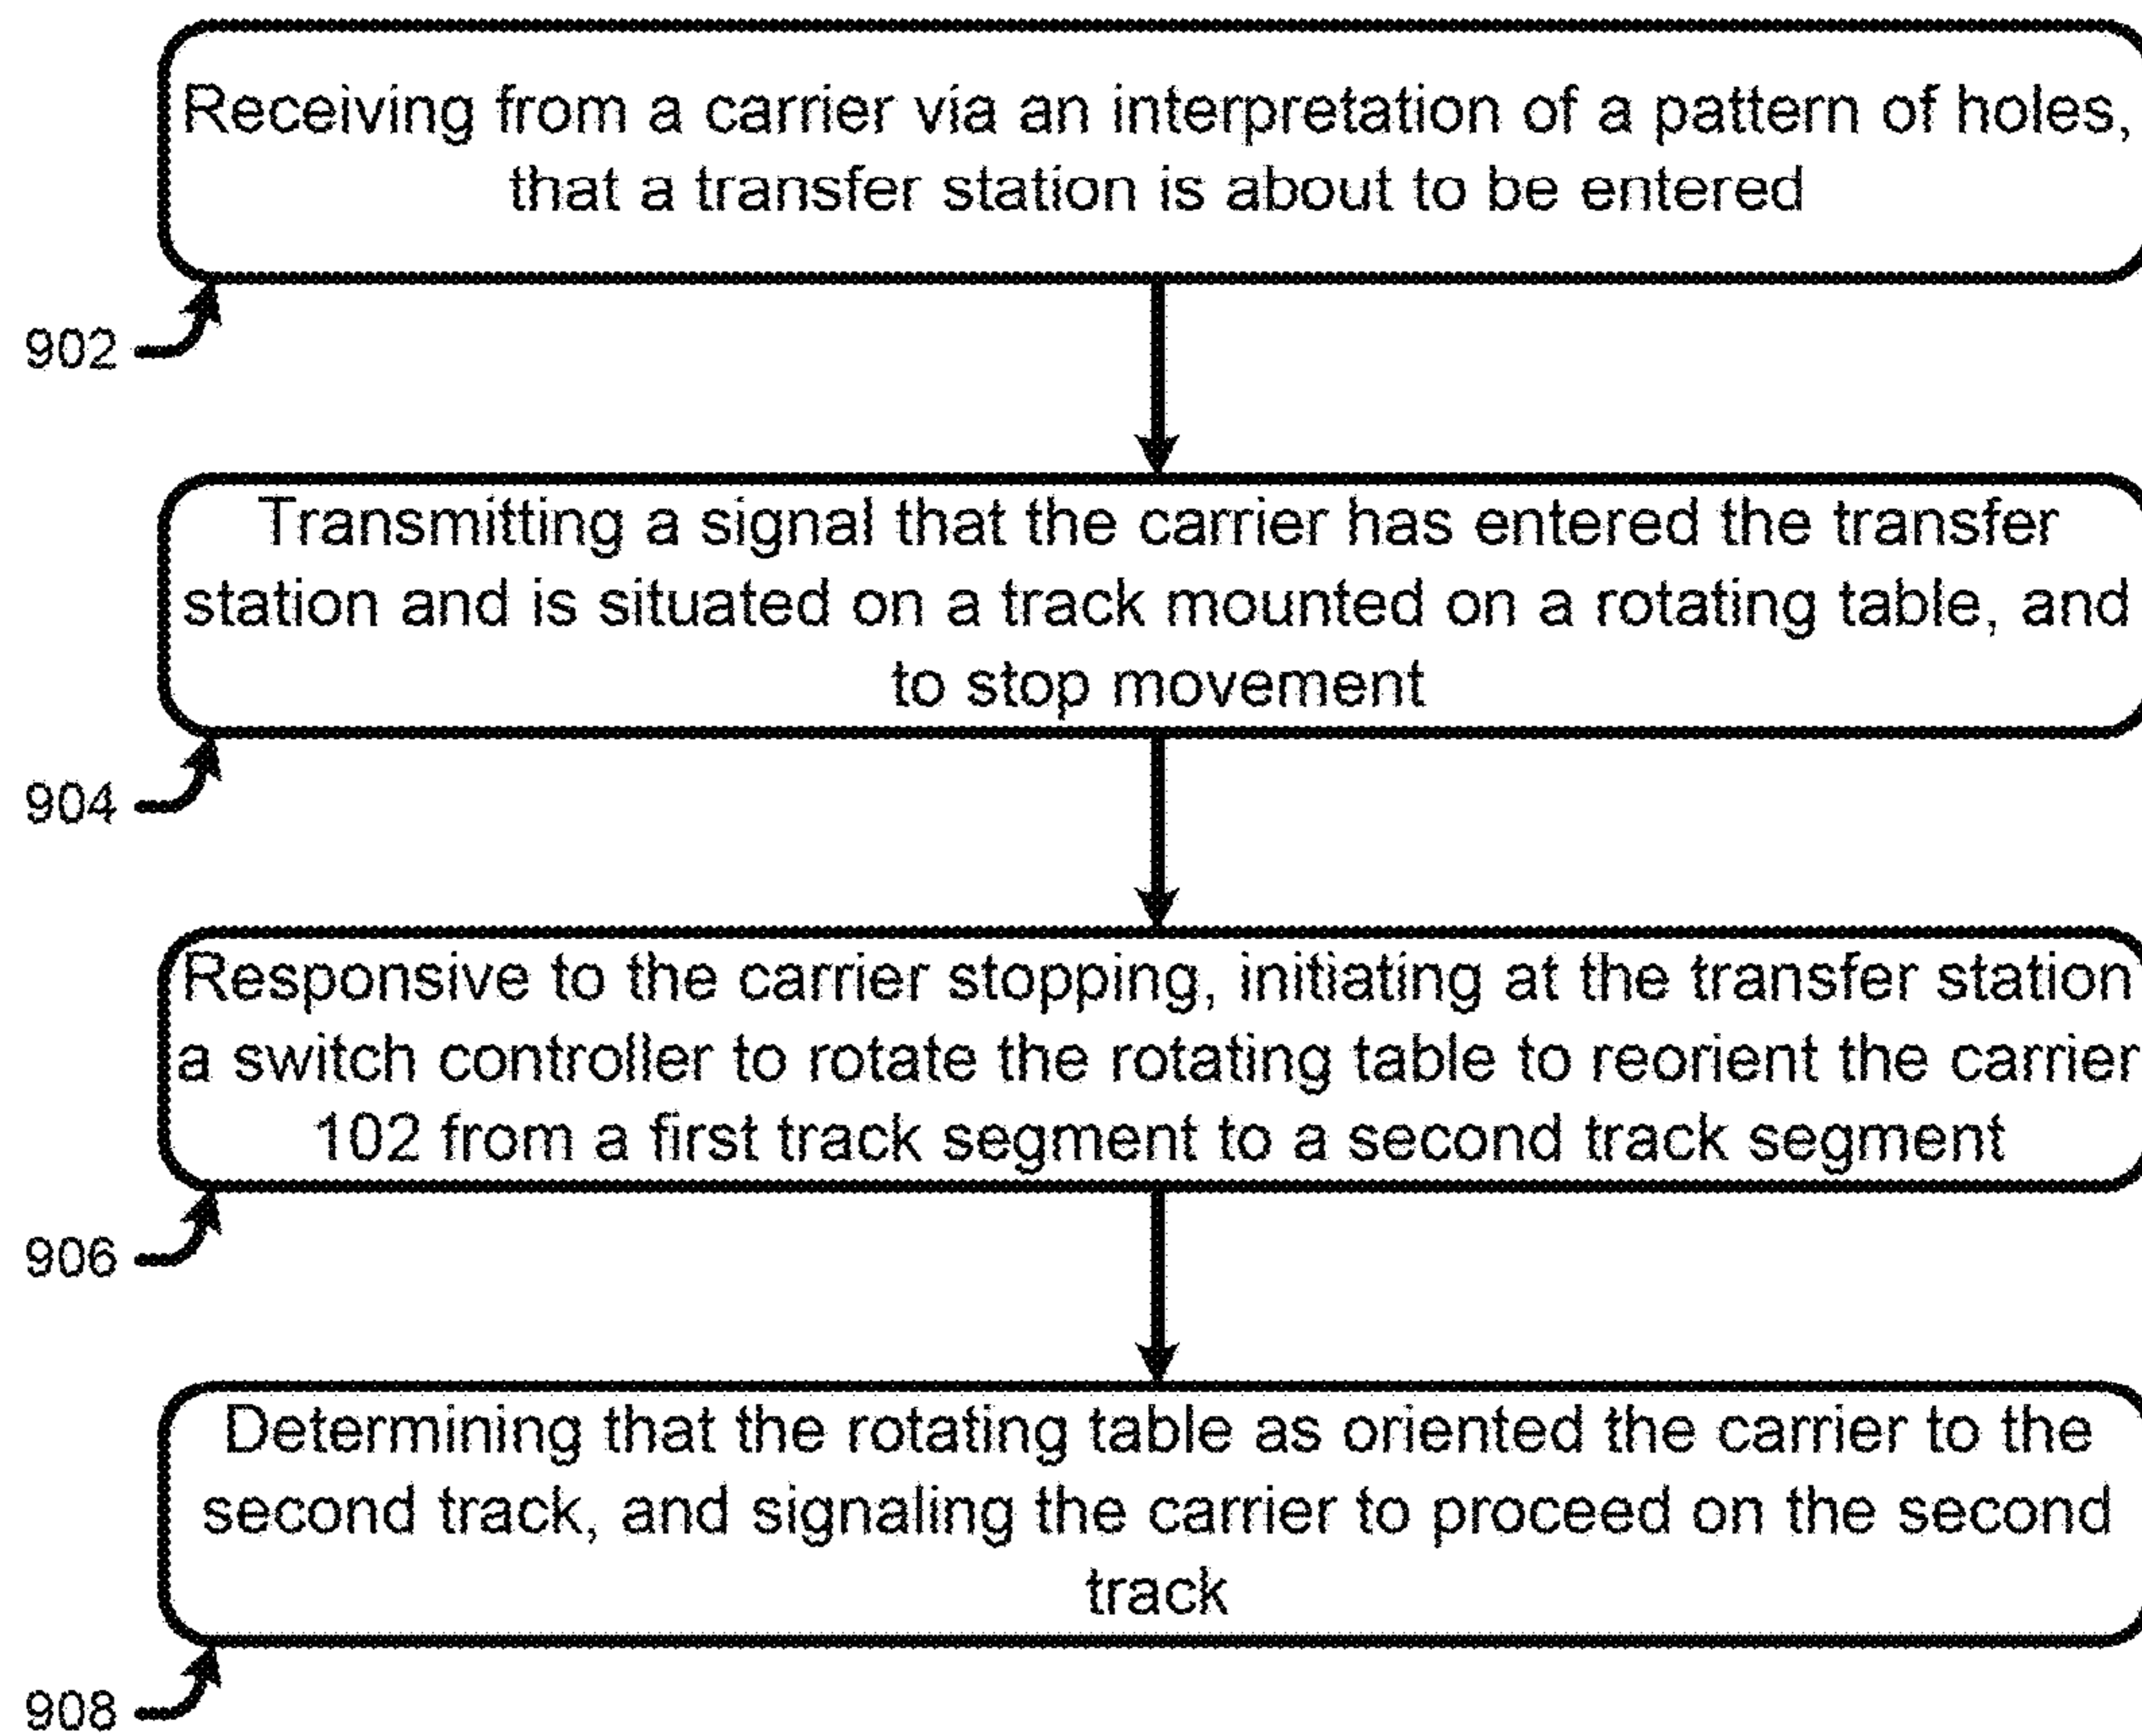 Receiving from a carrier via an interpretation of a pattern of holes,
that a transfer station is about to be entered
902
Transmitting a signal that the carrier has entered the transfer
station and is situated on a track mounted on a rotating table, and
to stop movement
904
Responsive to the carrier stopping, initiating at the transfer station
a switch controller to rotate the rotating table to reorient the carrier
102 from a first track segment to a second track segment
906
Determining that the rotating table as oriented the carrier to the
second track, and signaling the carrier to proceed on the second
track
908